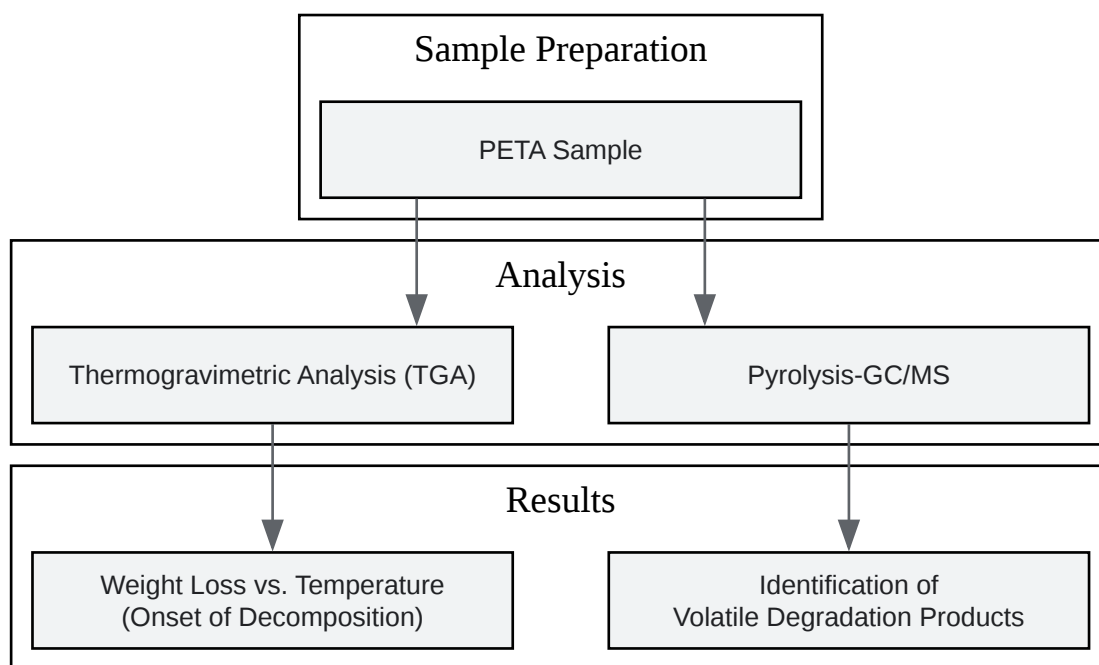 Sample Preparation
PETA Sample
Analysis
Thermogravimetric Analysis (TGA)
Pyrolysis-GC/MS
Results
Weight Loss vs. Temperature
(Onset of Decomposition)
Identification of
Volatile Degradation Products